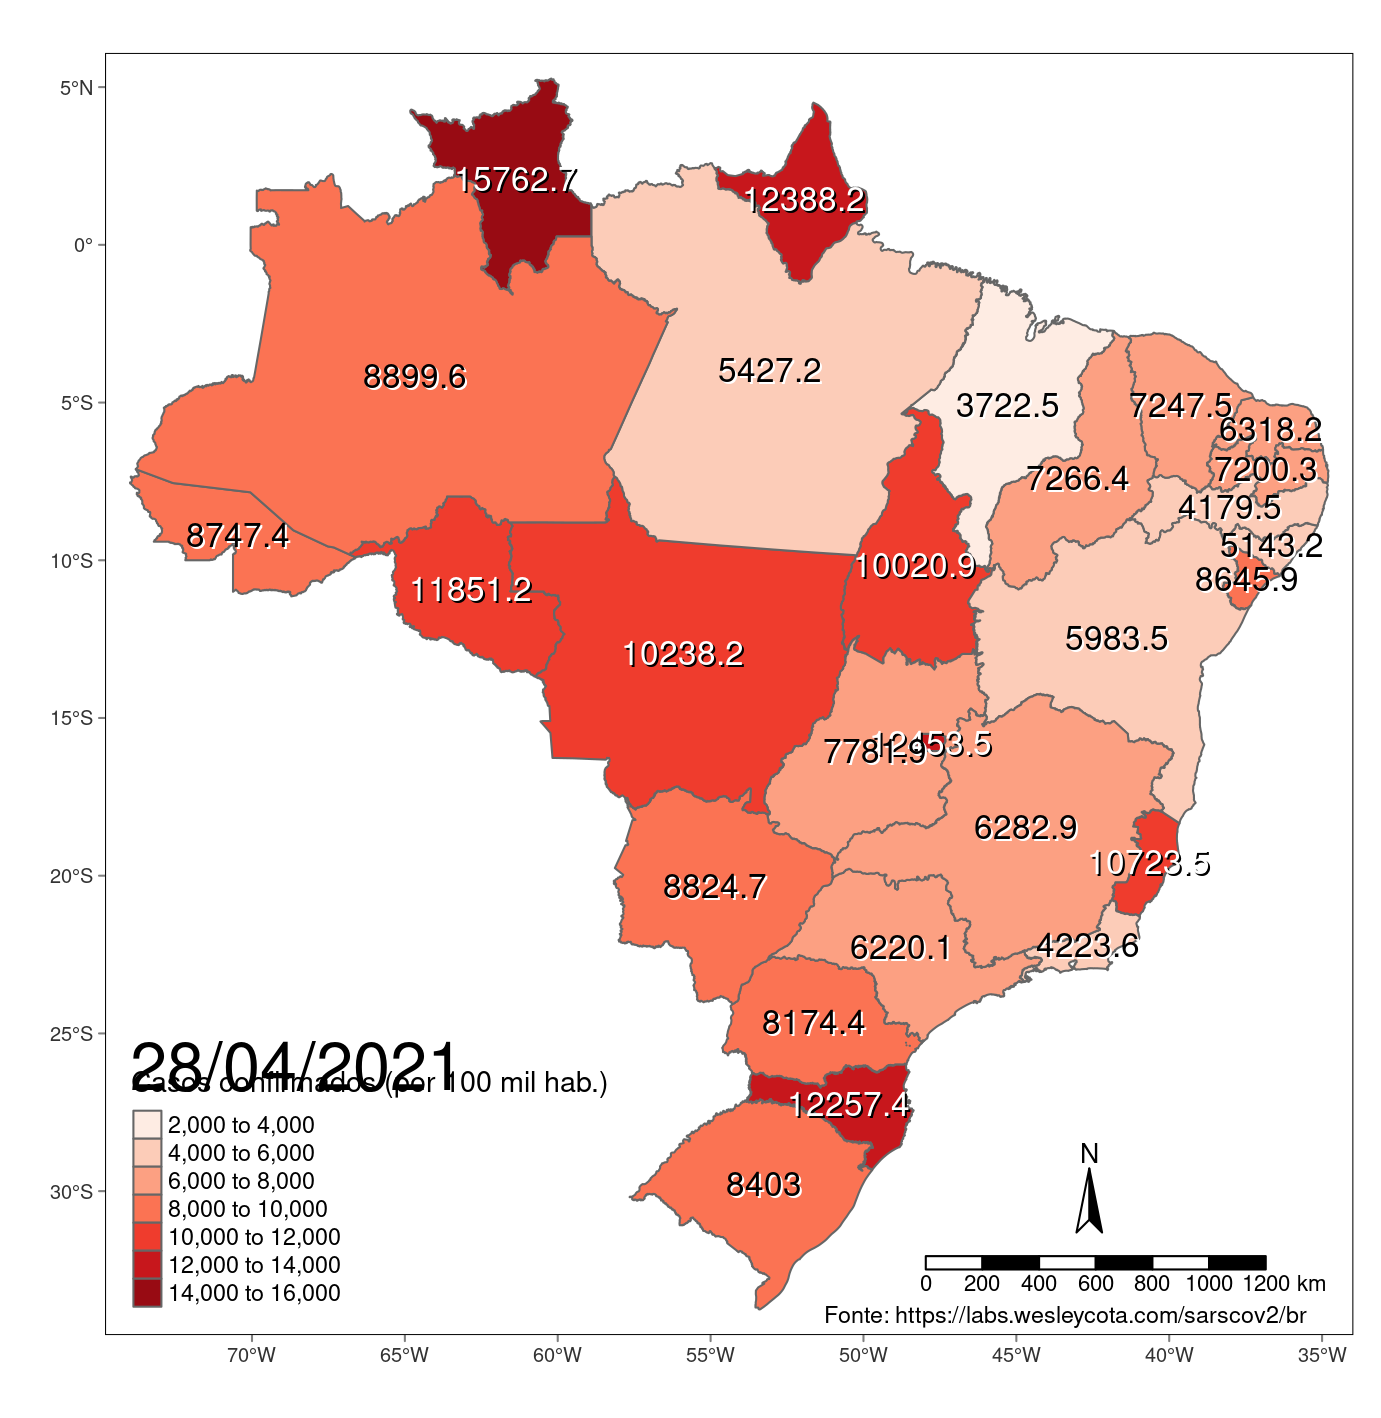 5°N
0°
5°S
10°S
15°S
20°S
25°S
30°S
15762.7
12388.2
8899.6
5427.2
3722.5
7247.5
6318.2
7200.3
7266.4
4179.5
8747.4
5143.2
10020.9
8645.9
11851.2
10238.2
5983.5
12453.5
7781.9
6282.9
10723.5
8824.7
4223.6
6220.1
8174.4
12257.4
8403
28/04/2021
Casos confirmados (por 100 mil hab.)
2,000 to 4,000
4,000 to 6,000
6,000 to 8,000
8,000 to 10,000
10,000 to 12,000
12,000 to 14,000
14,000 to 16,000
N
0 200 400 600 800 1000 1200 km
Fonte: https://labs.wesleycota.com/sarscov2/br
70°W 65°W 60°W 55°W 50°W 45°W 40°W 35°W